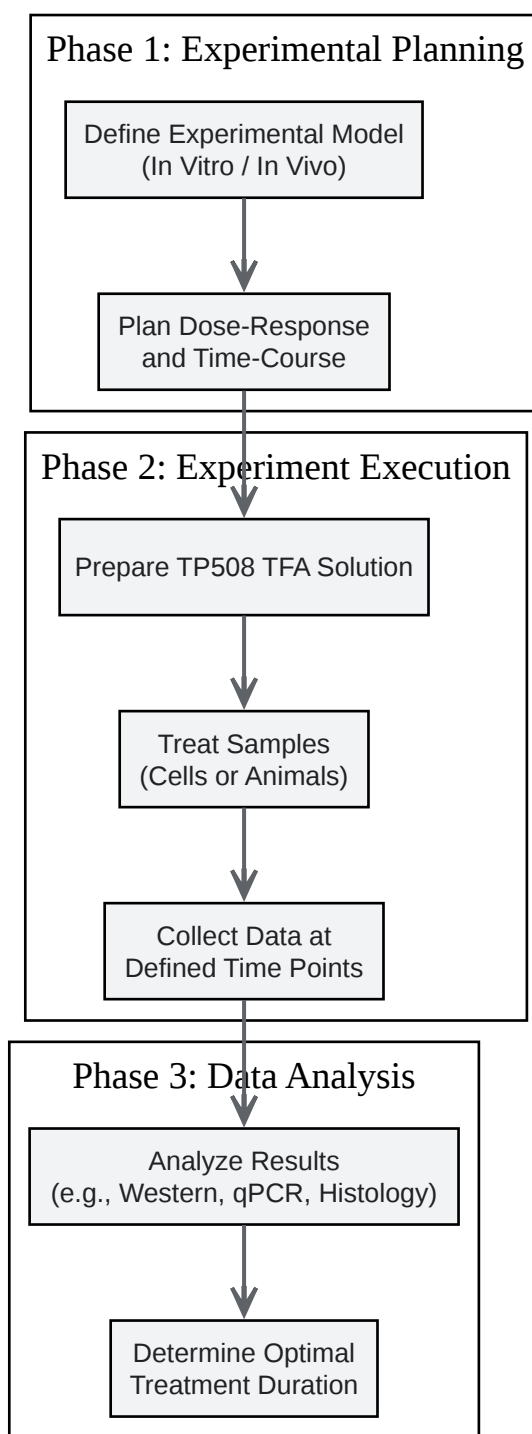 Phase 1: Experimental Planning
Define Experimental Model
(In Vitro / In Vivo)
Plan Dose-Response
and Time-Course
Phase 2: Experiment Execution
Prepare TP508 TFA Solution
Treat Samples
(Cells or Animals)
Collect Data at
Defined Time Points
Phase 3: Data Analysis
Analyze Results
(e.g., Western, qPCR, Histology)
Determine Optimal
Treatment Duration